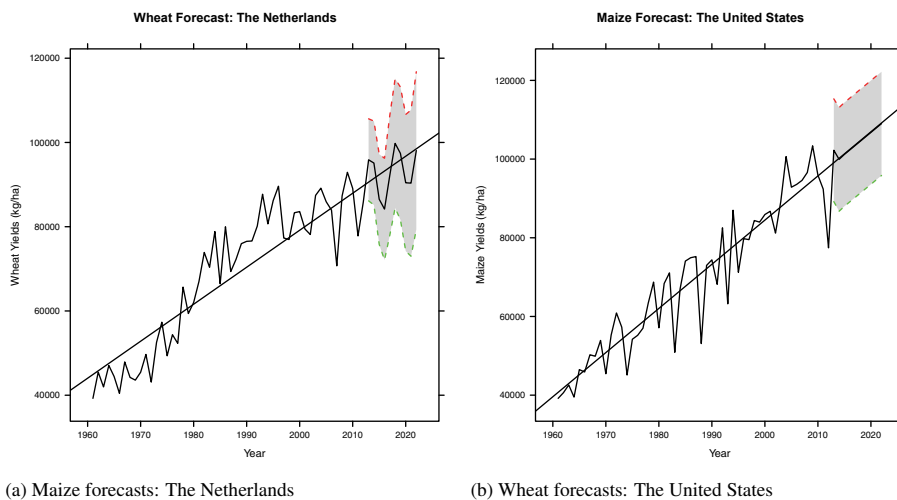 Wheat Forecast: The Netherlands
120000
100000
80000
60000
40000
Wheat Yields (kg/ha)
1960 1970 1980 1990 2000 2010 2020
Year
(a) Maize forecasts: The Netherlands
Maize Forecast: The United States
120000
100000
80000
60000
40000
Maize Yields (kg/ha)
1960 1970 1980 1990 2000 2010 2020
Year
(b) Wheat forecasts: The United States